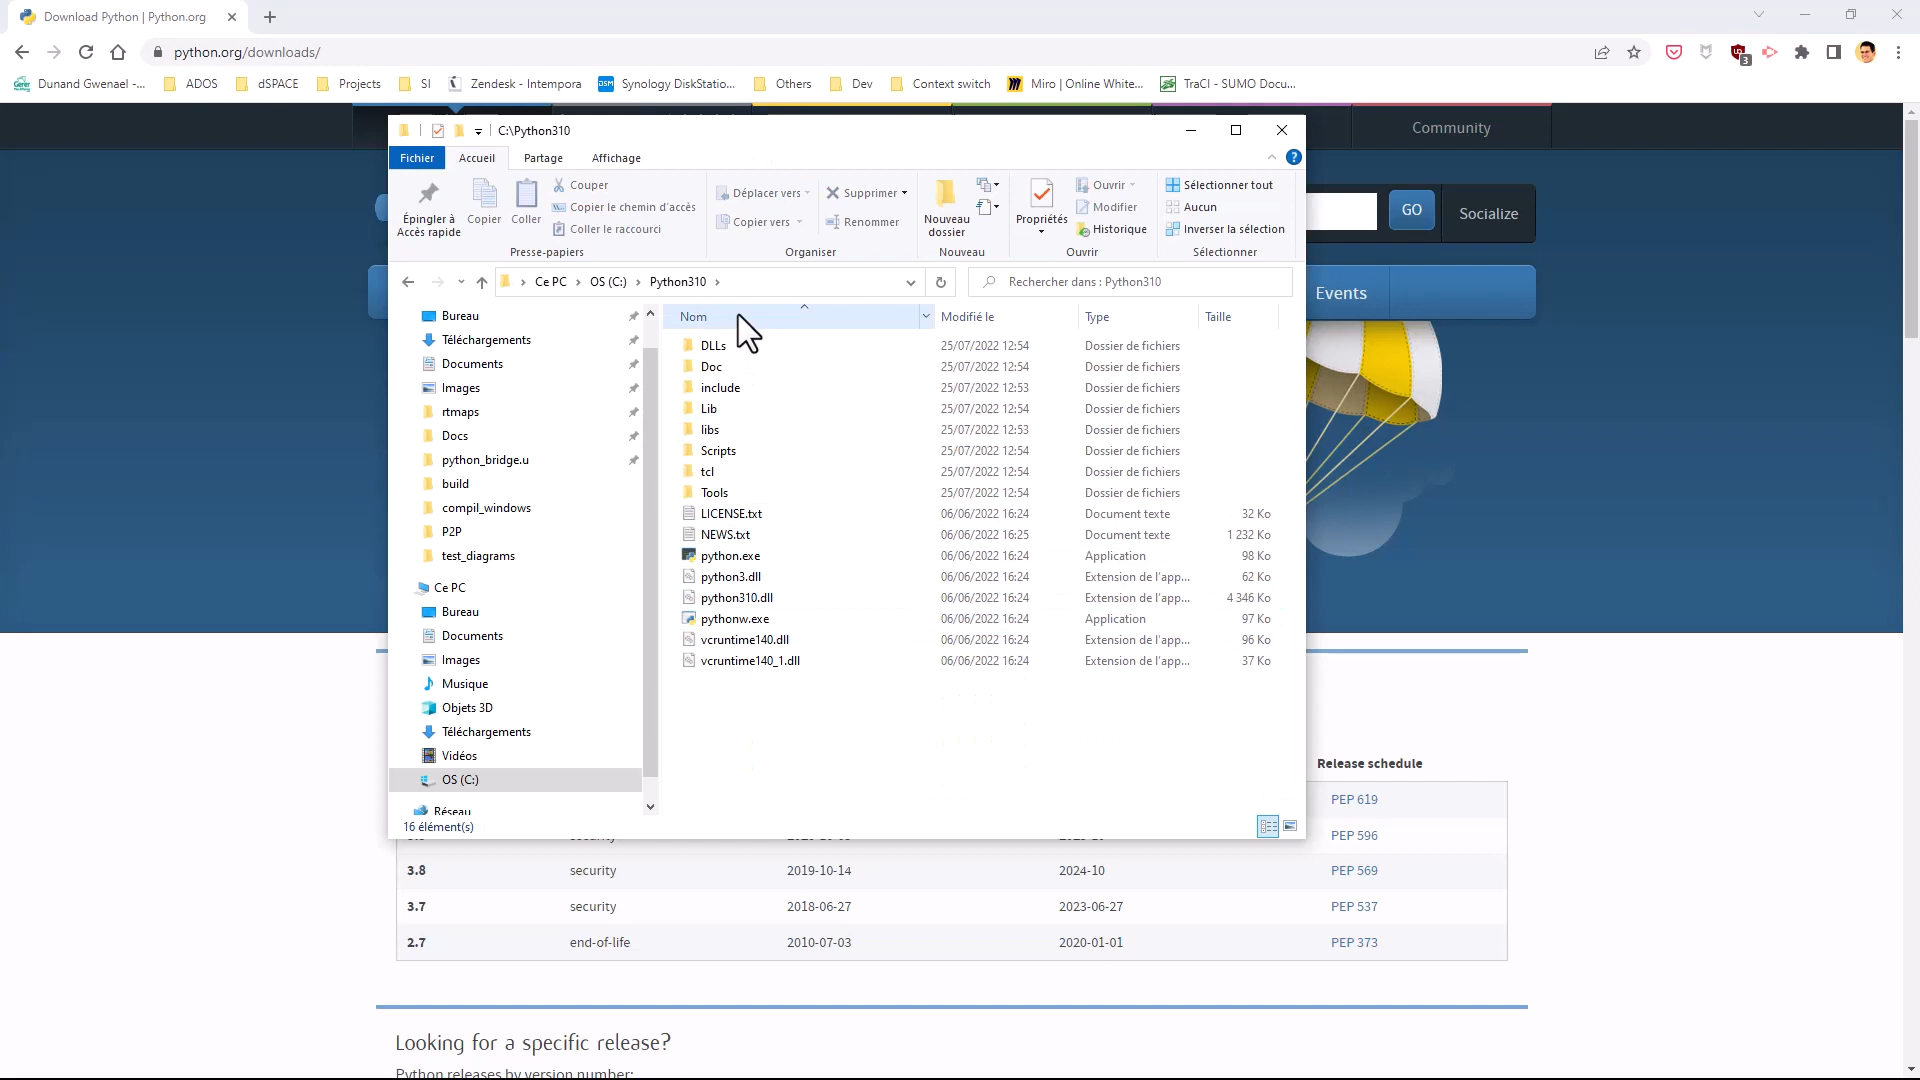 Download Python | Python.org
python.org/downloads/
3
Dunand Gwenael -... ADOS dSPACE Projects SI Zendesk - Intempora DSM Synology DiskStatio... Others Dev Context switch Miro | Online White... TraCI - SUMO Docu...
Community
C:\Python310
Fichier Accueil Partage Affichage
Épingler à Accès rapide
Copier
Coller
Couper
Copier le chemin d'accès
Coller le raccourci
Presse-papiers
Déplacer vers
Copier vers
Supprimer
Renommer
Organiser
Nouveau dossier
Nouveau
Propriétés
Ouvrir
Modifier
Historique
Ouvrir
Sélectionner tout
Aucun
Inverser la sélection
Sélectionner
GO
Socialize
Events
Ce PC OS (C:) Python310
Rechercher dans : Python310
Bureau
Téléchargements
Documents
Images
rtmaps
Docs
python_bridge.u
build
compil_windows
P2P
test_diagrams
Ce PC
Bureau
Documents
Images
Musique
Objets 3D
Téléchargements
Vidéos
OS (C:)
Réseau
Nom Modifié le Type Taille
DLLs 25/07/2022 12:54 Dossier de fichiers
Doc 25/07/2022 12:54 Dossier de fichiers
include 25/07/2022 12:53 Dossier de fichiers
Lib 25/07/2022 12:54 Dossier de fichiers
libs 25/07/2022 12:53 Dossier de fichiers
Scripts 25/07/2022 12:54 Dossier de fichiers
tcl 25/07/2022 12:54 Dossier de fichiers
Tools 25/07/2022 12:54 Dossier de fichiers
LICENSE.txt 06/06/2022 16:24 Document texte 32 Ko
NEWS.txt 06/06/2022 16:25 Document texte 1 232 Ko
python.exe 06/06/2022 16:24 Application 98 Ko
python3.dll 06/06/2022 16:24 Extension de l'app... 62 Ko
python310.dll 06/06/2022 16:24 Extension de l'app... 4 346 Ko
pythonw.exe 06/06/2022 16:24 Application 97 Ko
vcruntime140.dll 06/06/2022 16:24 Extension de l'app... 96 Ko
vcruntime140_1.dll 06/06/2022 16:24 Extension de l'app... 37 Ko
16 élément(s)
Release schedule
PEP 619
PEP 596
3.8 security 2019-10-14 2024-10 PEP 569
3.7 security 2018-06-27 2023-06-27 PEP 537
2.7 end-of-life 2010-07-03 2020-01-01 PEP 373
Looking for a specific release?
Python releases by version number: